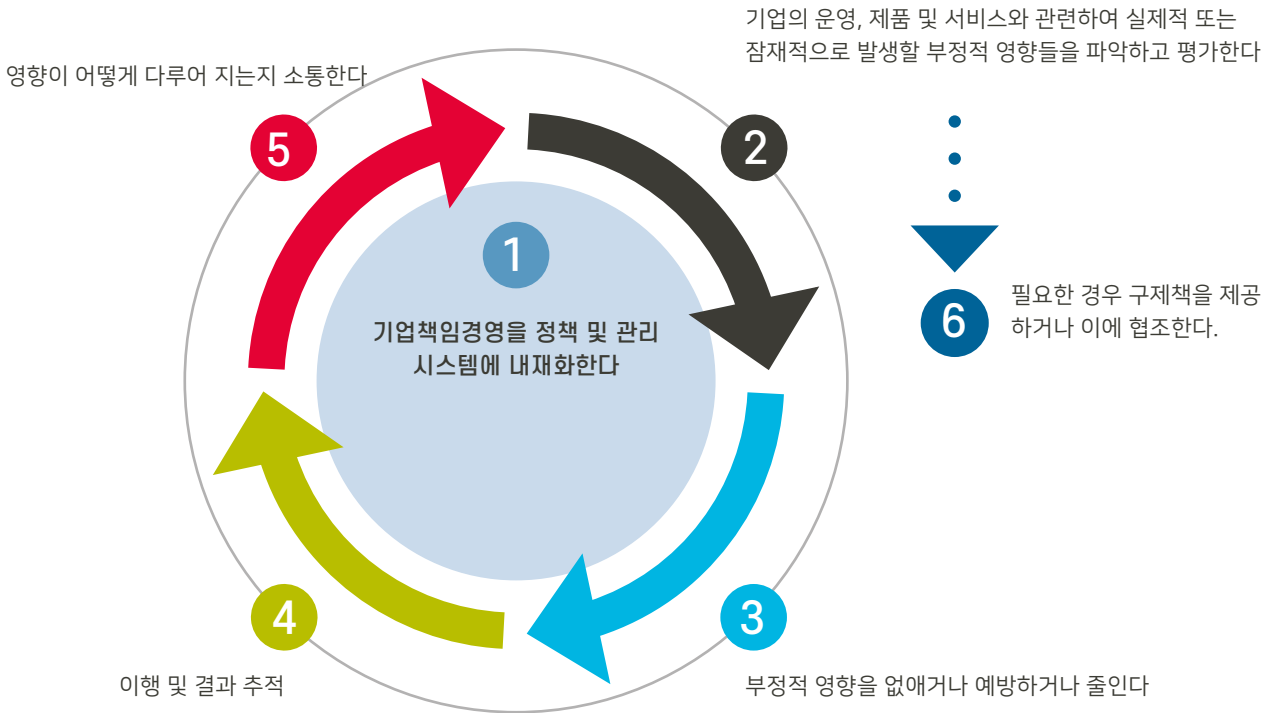 기업의 운영, 제품 및 서비스와 관련하여 실제적 또는
잠재적으로 발생할 부정적 영향들을 파악하고 평가한다
영향이 어떻게 다루어 지는지 소통한다
5
2
1
기업책임경영을 정책 및 관리
시스템에 내재화한다
6
필요한 경우 구제책을 제공
하거나 이에 협조한다.
4
3
이행 및 결과 추적
부정적 영향을 없애거나 예방하거나 줄인다